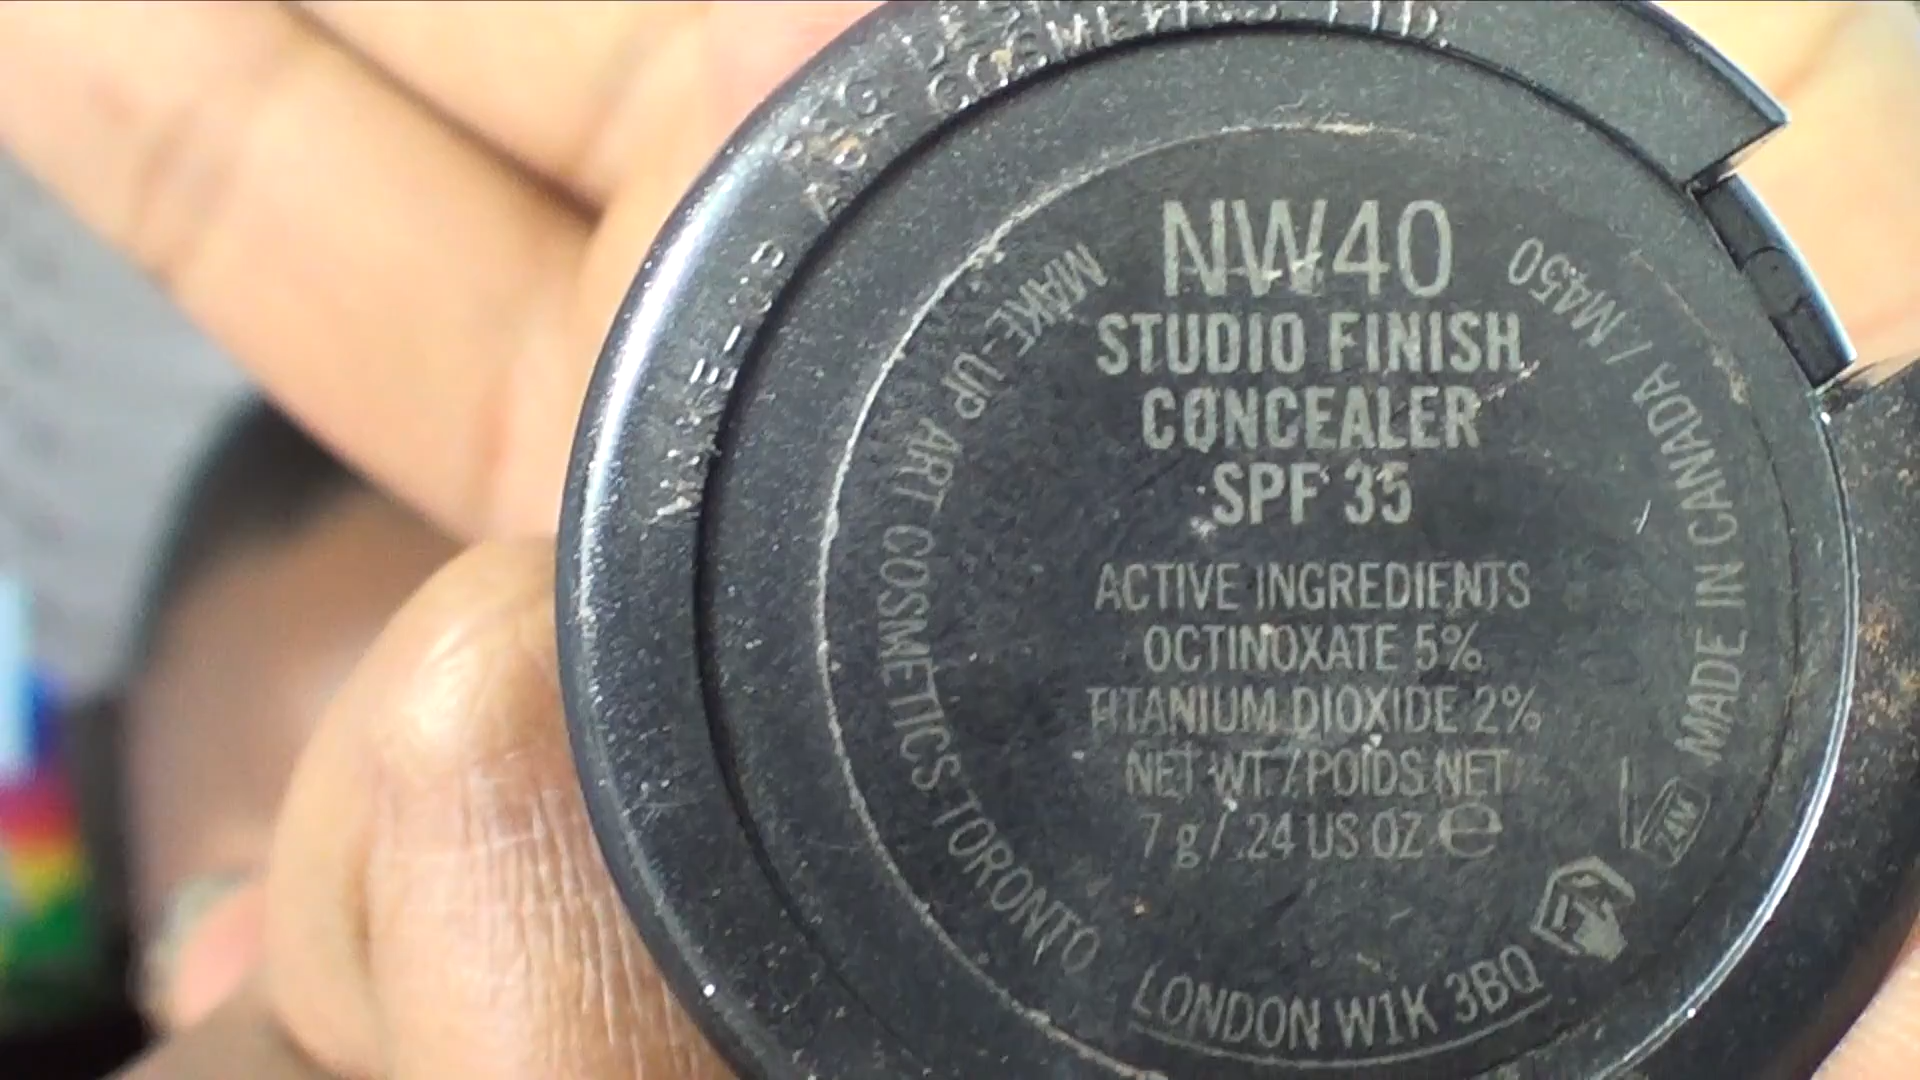 NW40
STUDIO FINISH
CONCEALER
SPF 35
ACTIVE INGREDIENTS
OCTINOXATE 5%
TITANIUM DIOXIDE 2%
NET WT. / POIDS NET
7 g / .24 US OZ e
MAKE-UP ART COSMETICS TORONTO
LONDON W1K 3BQ
24M
MADE IN CANADA / M450
COSMETICS LTD.